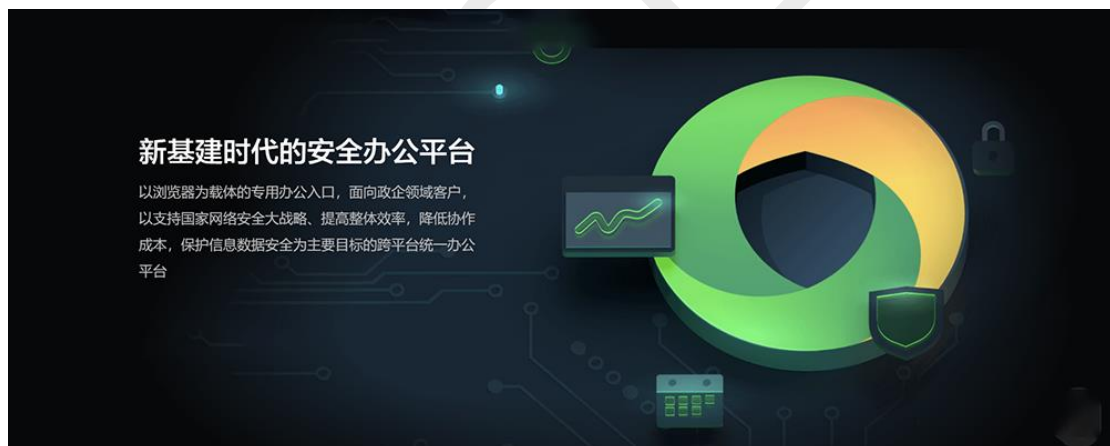 新基建时代的安全办公平台
以浏览器为载体的专用办公入口，面向政企领域客户，
以支持国家网络安全大战略、提高整体效率，降低协作
成本，保护信息数据安全为主要目标的跨平台统一办公
平台